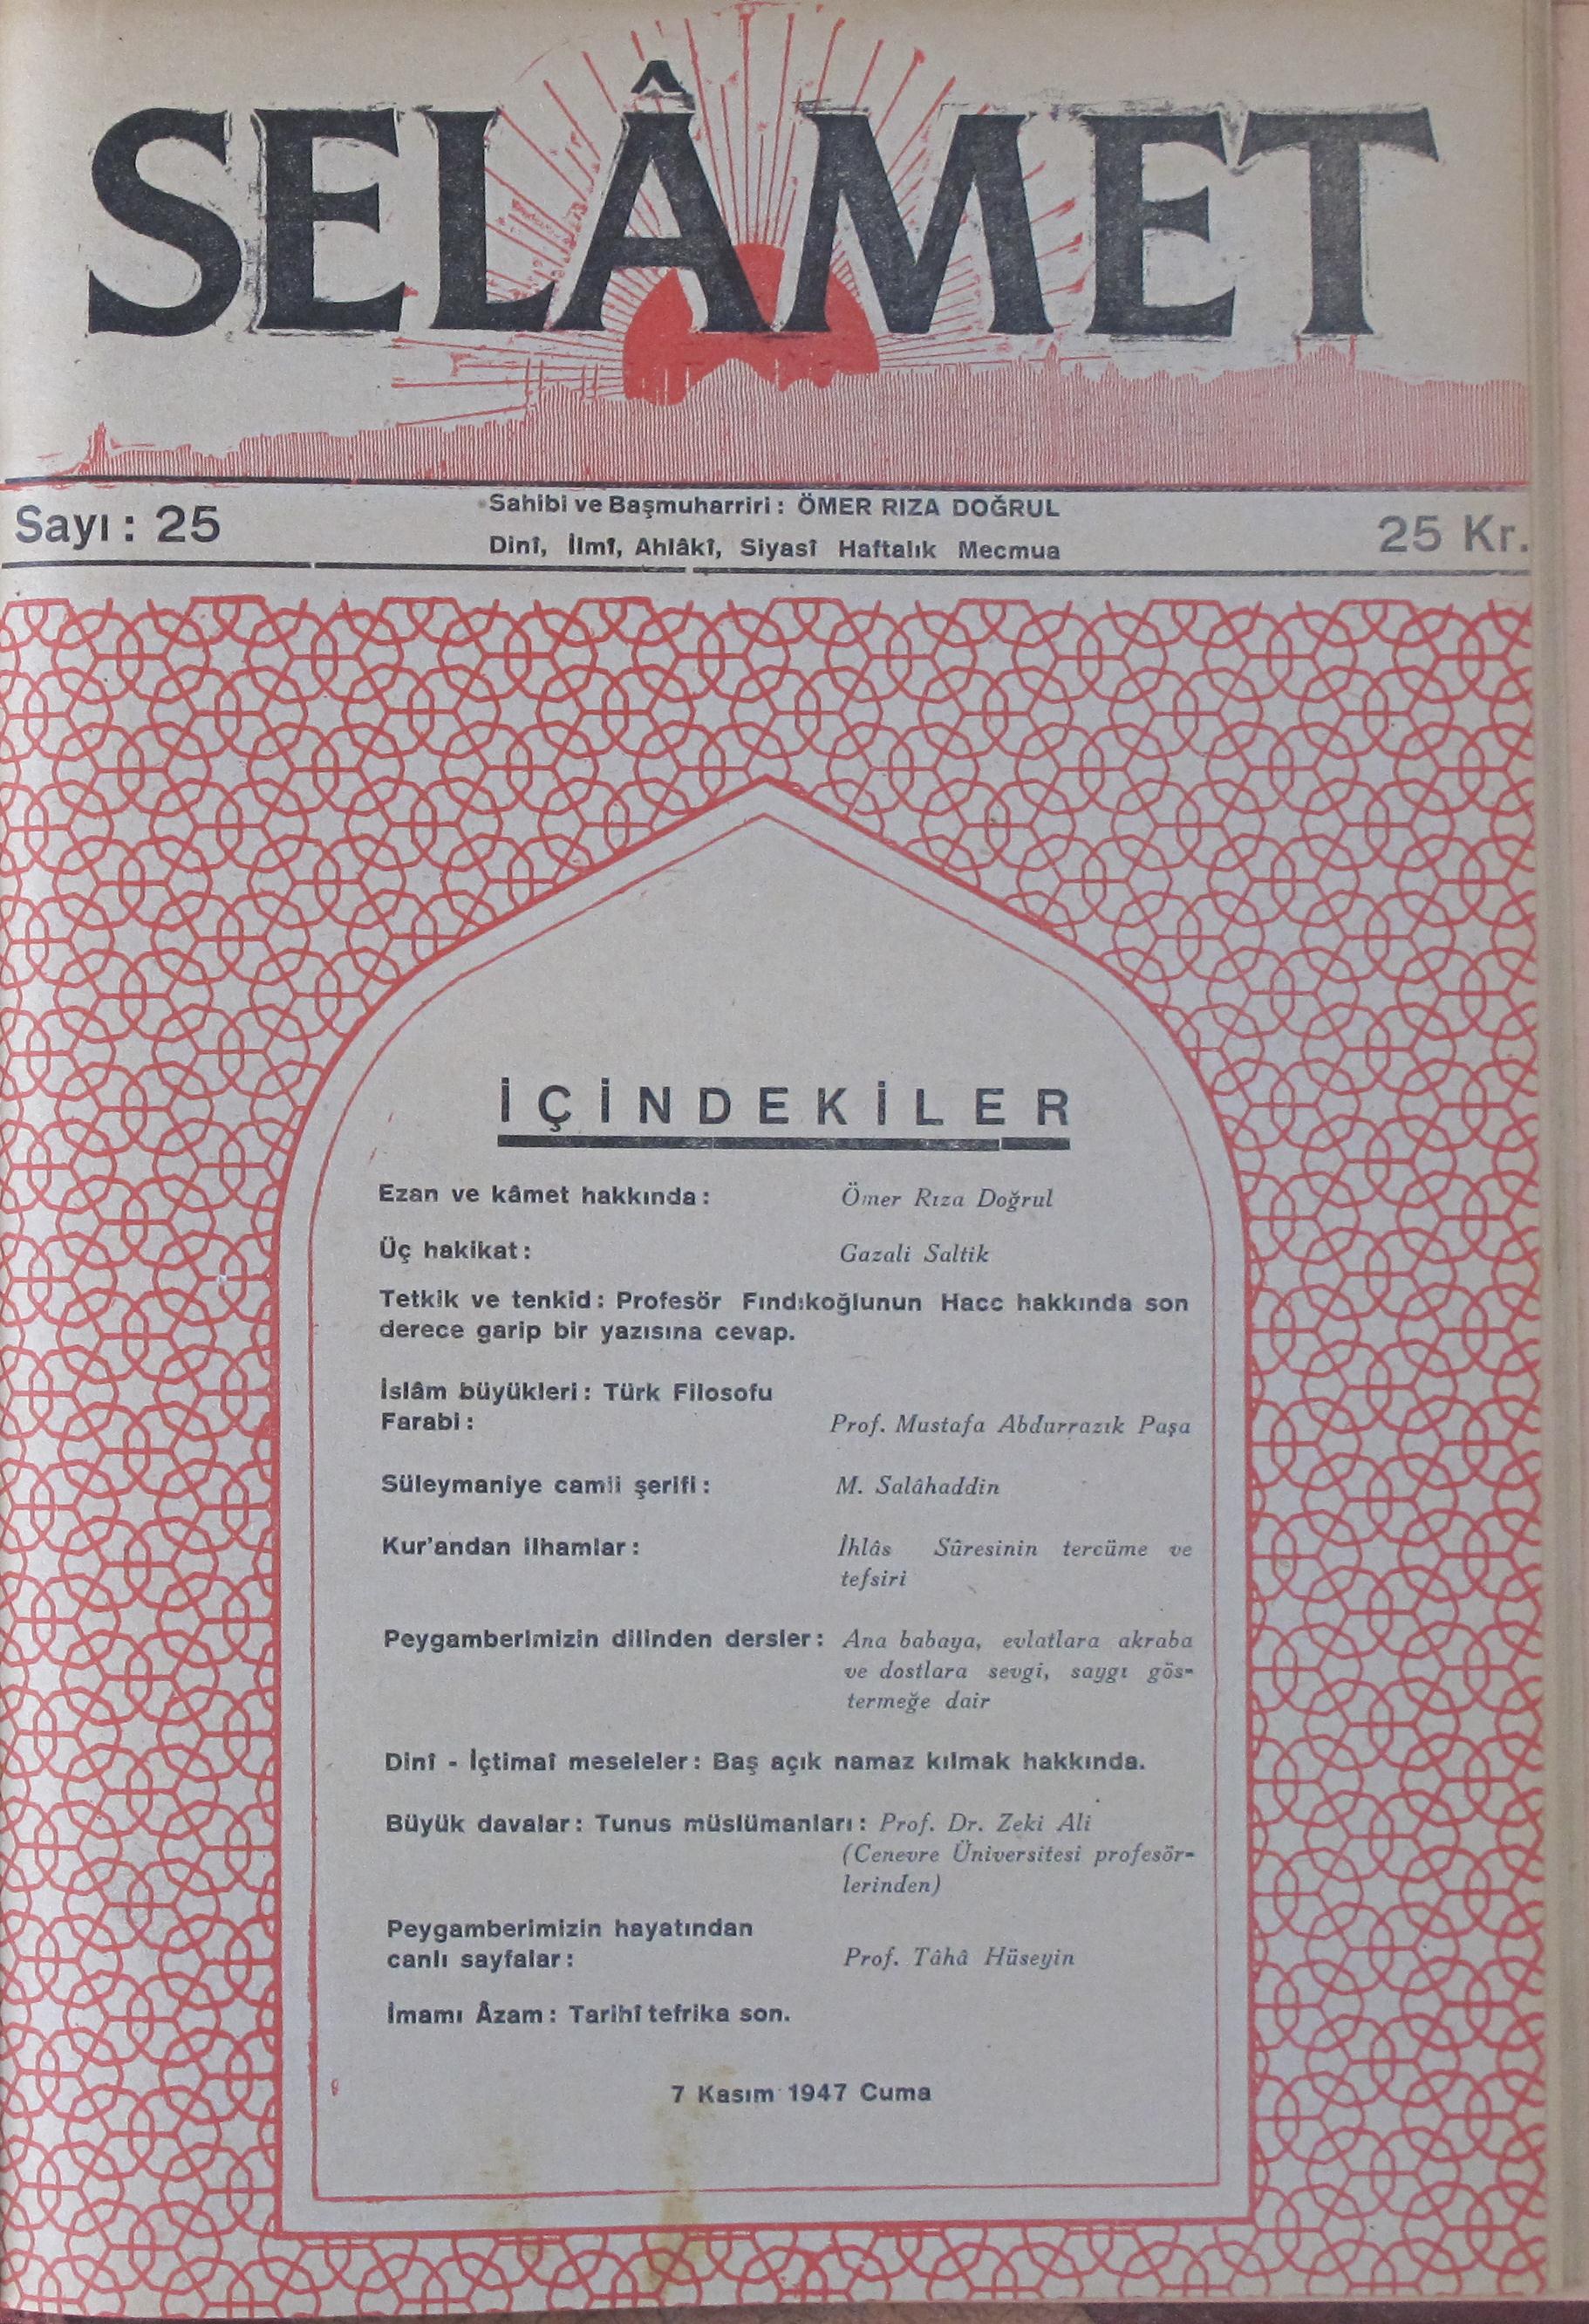 SELÂMET
Sayı : 25
Sahibi ve Başmuharriri : ÖMER RIZA DOĞRUL
Dinî, İlmî, Ahlâkî, Siyasî Haftalık Mecmua
25 Kr.
İÇİNDEKİLER
Ezan ve kâmet hakkında : Ömer Rıza Doğrul
Üç hakikat : Gazali Saltik
Tetkik ve tenkid : Profesör Fındıkoğlunun Hacc hakkında son
derece garip bir yazısına cevap.
İslâm büyükleri : Türk Filosofu
Farabi : Prof. Mustafa Abdurrazık Paşa
Süleymaniye camii şerifi : M. Salâhaddin
Kur'andan ilhamlar : İhlâs Sûresinin tercüme ve
tefsiri
Peygamberimizin dilinden dersler : Ana babaya, evlatlara akraba
ve dostlara sevgi, saygı gös-
termeğe dair
Dinî - İçtimaî meseleler : Baş açık namaz kılmak hakkında.
Büyük davalar : Tunus müslümanları : Prof. Dr. Zeki Ali
(Cenevre Üniversitesi profesör-
lerinden)
Peygamberimizin hayatından
canlı sayfalar : Prof. Tâhâ Hüseyin
İmamı Âzam : Tarihî tefrika son.
7 Kasım 1947 Cuma